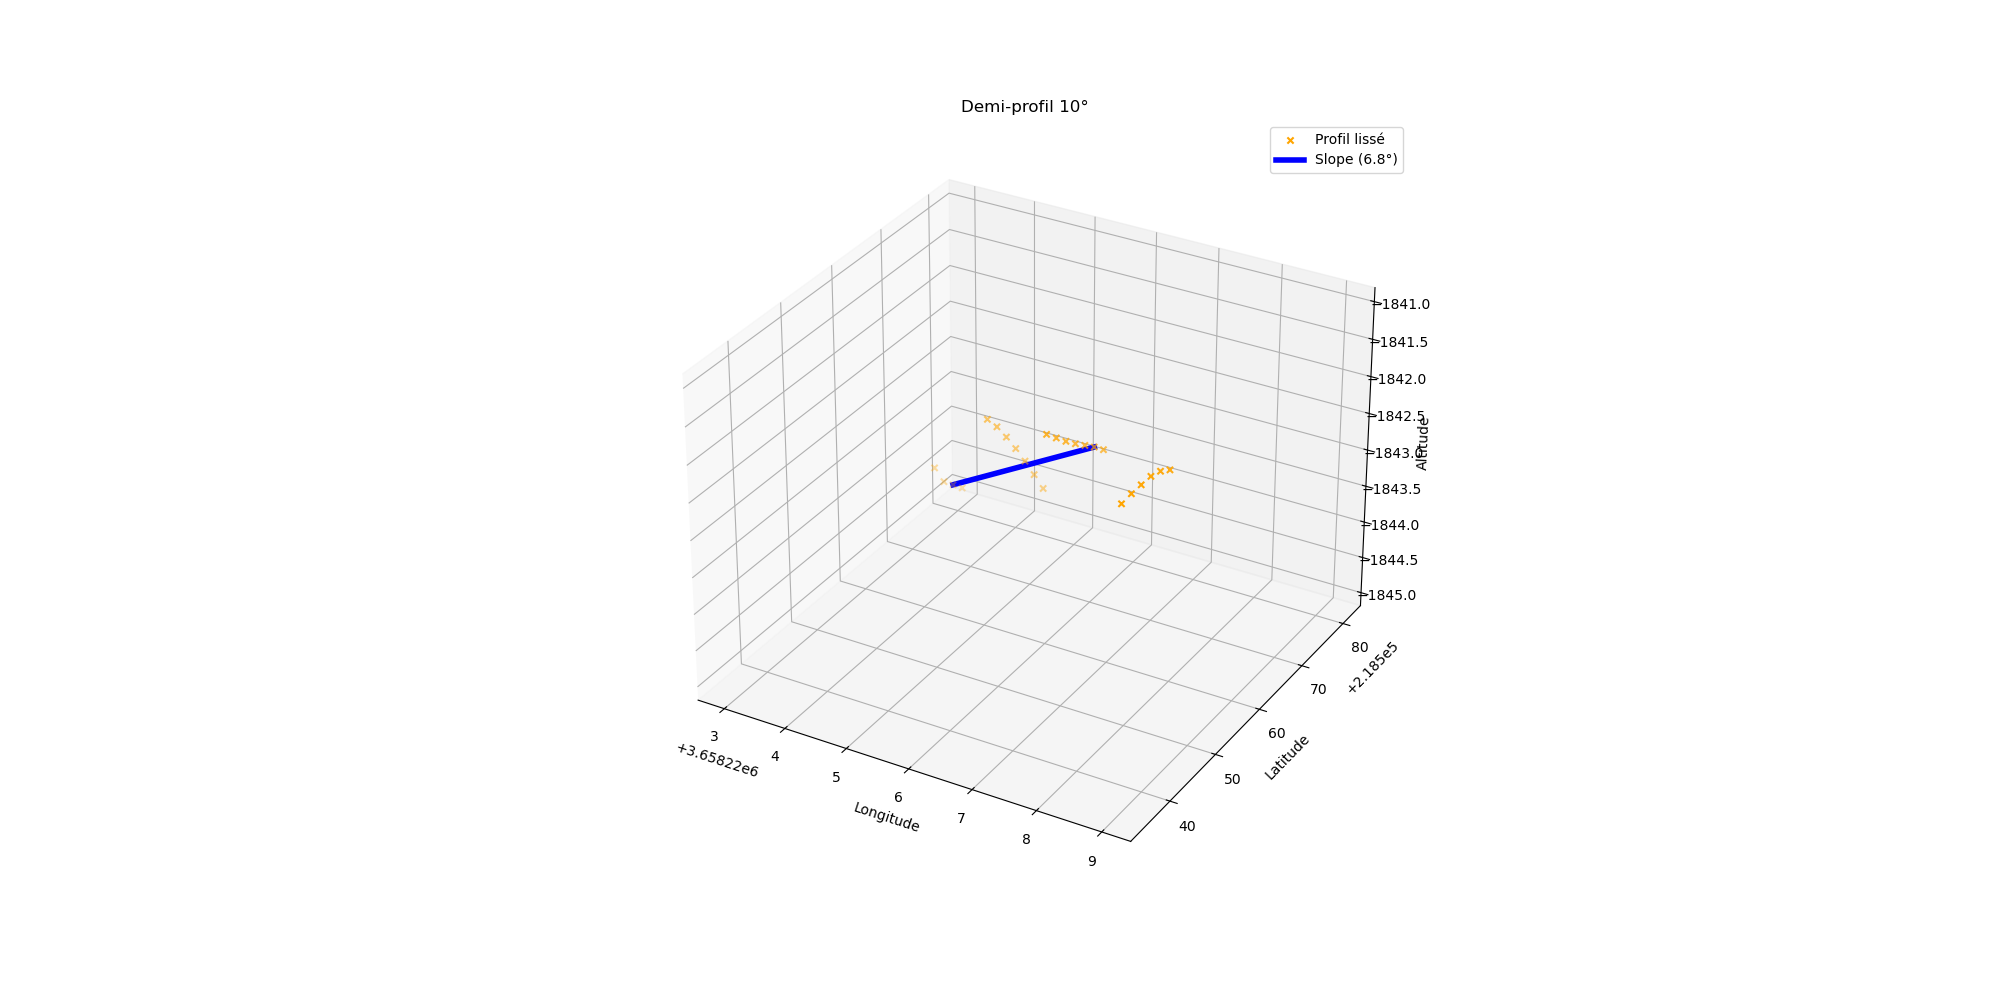 Demi-profil 10°
Profil lissé
Slope (6.8°)
−1841.0
−1841.5
−1842.0
−1842.5
−1843.0
−1843.5
−1844.0
−1844.5
−1845.0
Altitude
80
70
60
50
40
+2.185e5
Latitude
3
4
5
6
7
8
9
+3.65822e6
Longitude